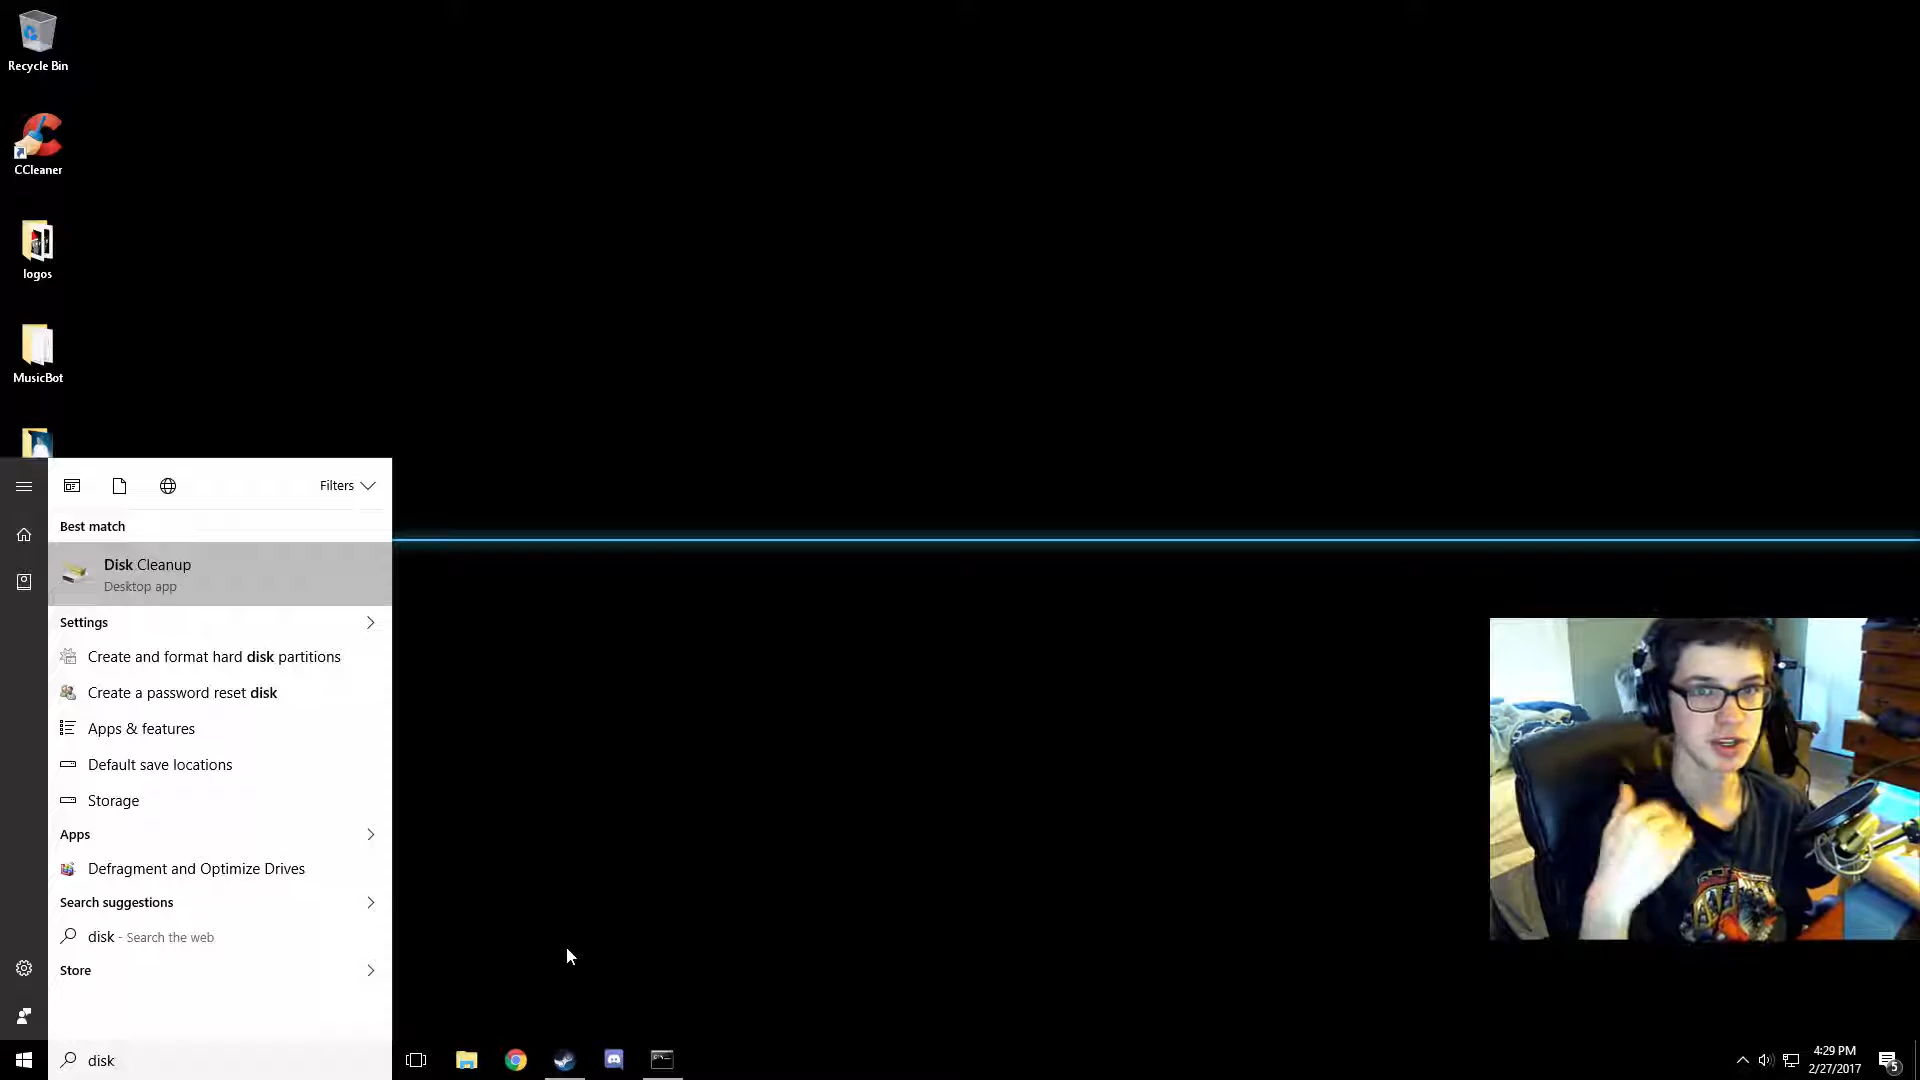 Recycle Bin
CCleaner
logos
MusicBot
Filters
Best match
Disk Cleanup
Desktop app
Settings
Create and format hard disk partitions
Create a password reset disk
Apps & features
Default save locations
Storage
Apps
Defragment and Optimize Drives
Search suggestions
disk - Search the web
Store
disk
4:29 PM
2/27/2017
5